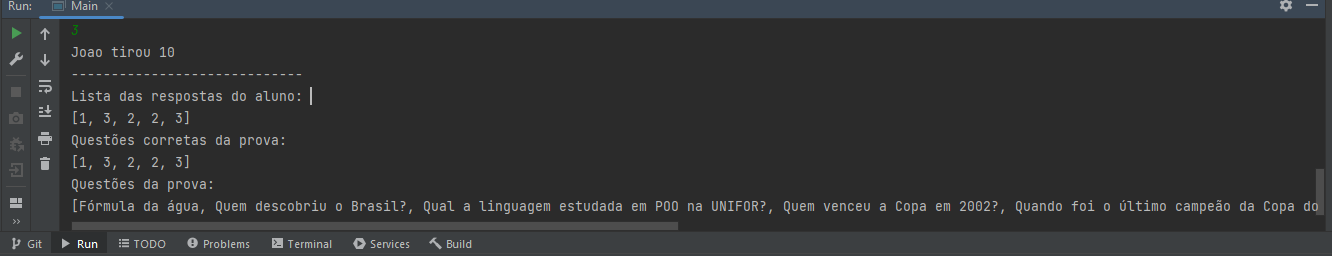 Run: Main
3
Joao tirou 10
-----------------------------
Lista das respostas do aluno:
[1, 3, 2, 2, 3]
Questões corretas da prova:
[1, 3, 2, 2, 3]
Questões da prova:
[Fórmula da água, Quem descobriu o Brasil?, Qual a linguagem estudada em POO na UNIFOR?, Quem venceu a Copa em 2002?, Quando foi o último campeão da Copa do
Git Run TODO Problems Terminal Services Build